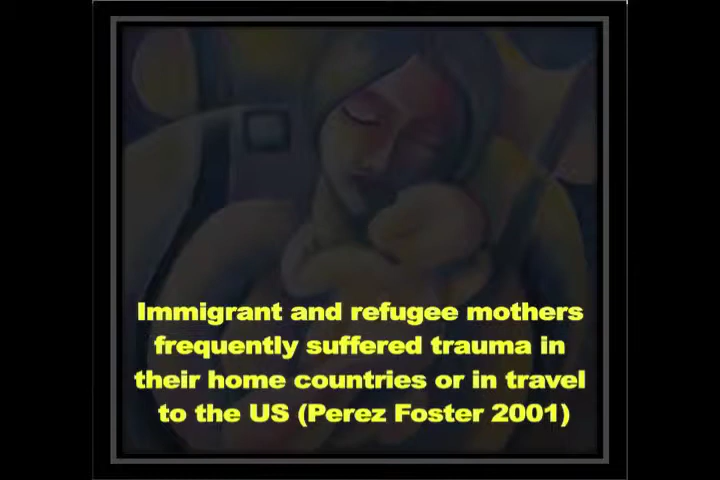 Immigrant and refugee mothers
frequently suffered trauma in
their home countries or in travel
to the US (Perez Foster 2001)